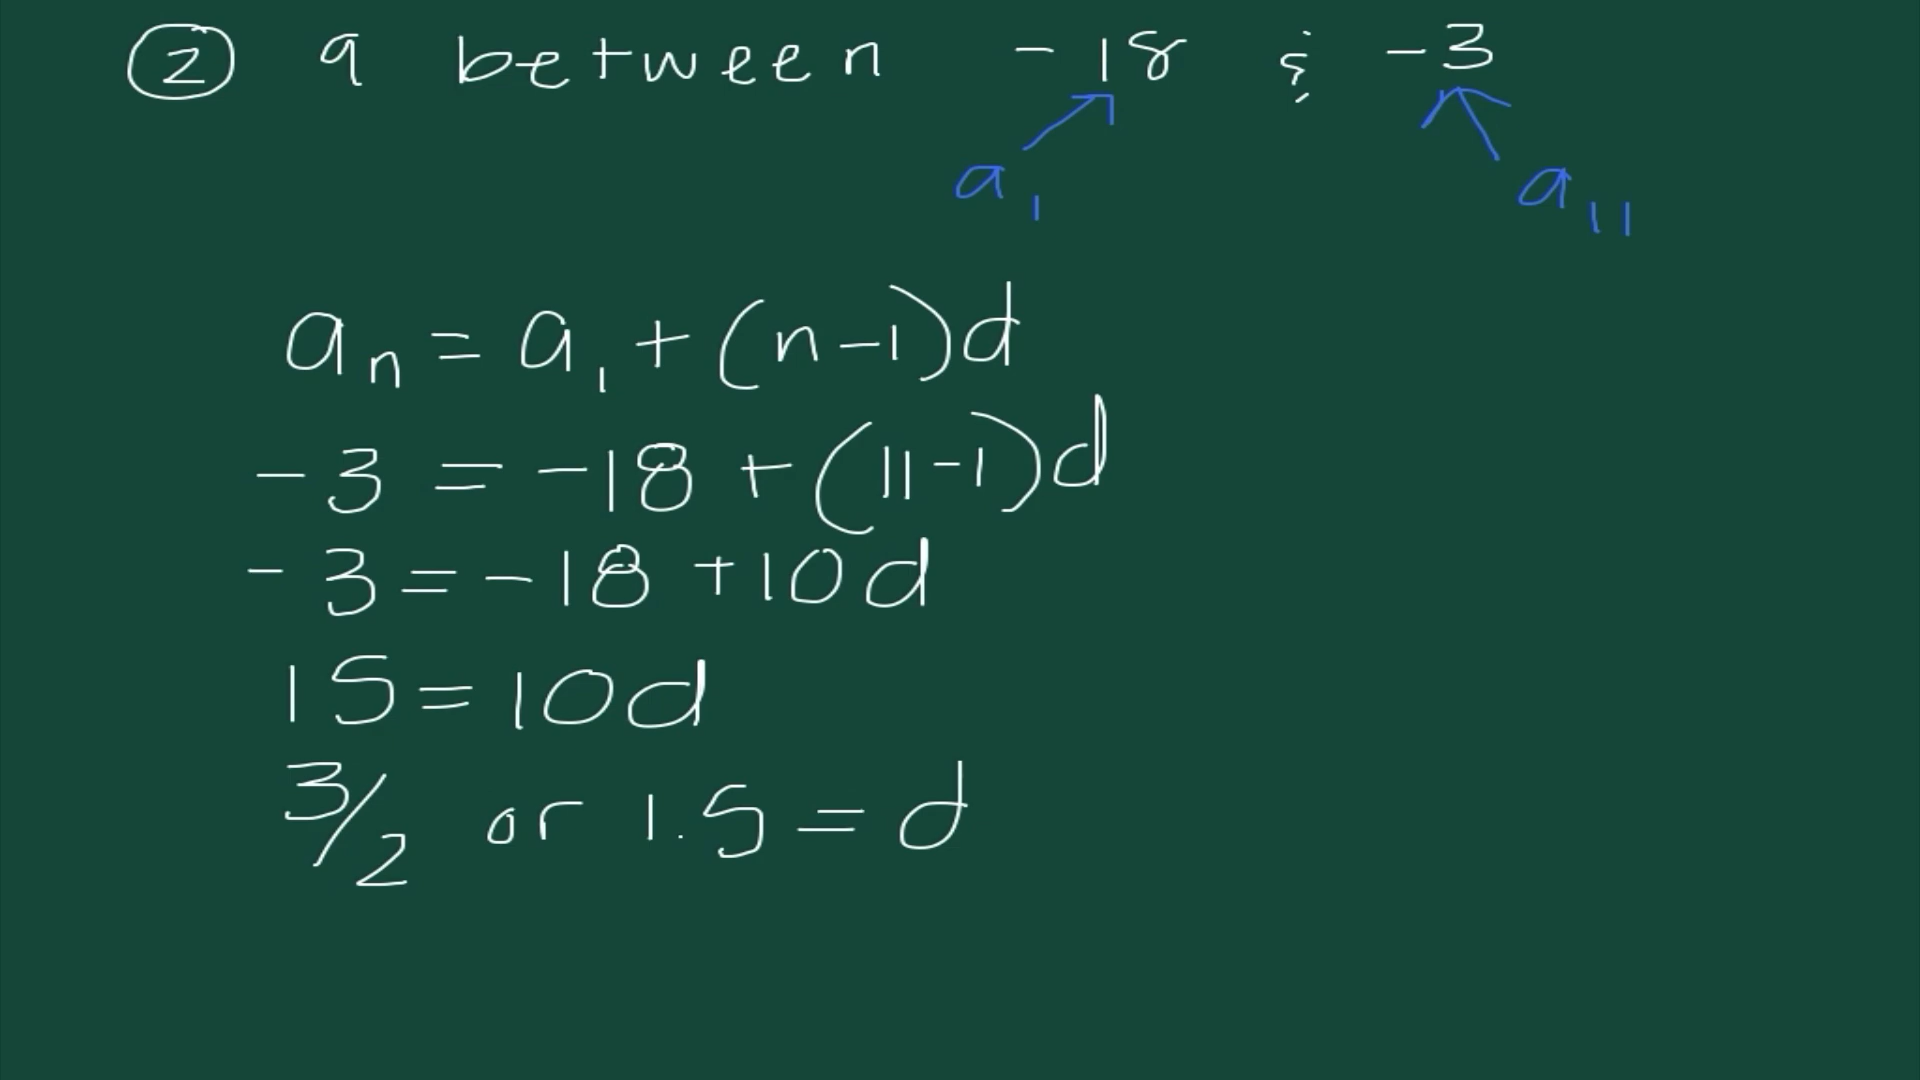 ② 9 between -18 & -3
a₁ a₁₁
aₙ = a₁ + (n-1)d
-3 = -18 + (11-1)d
-3 = -18 + 10d
15 = 10d
3/2 or 1.5 = d